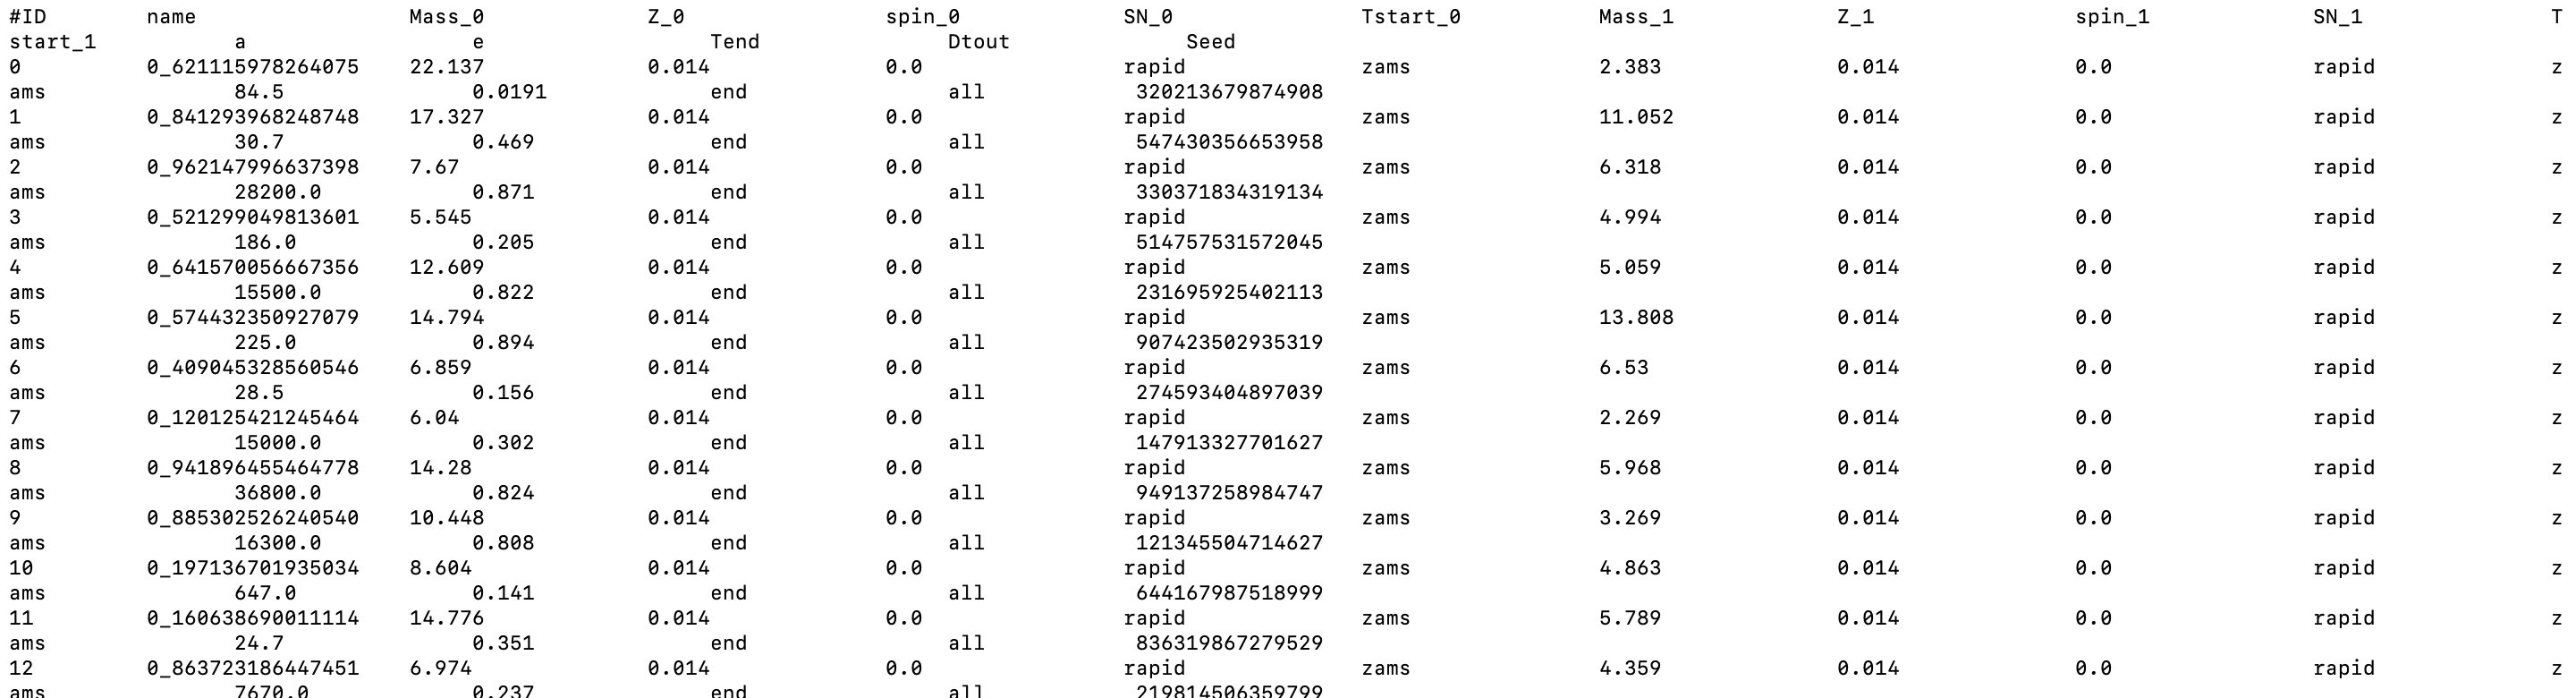 #ID name Mass_0 Z_0 spin_0 SN_0 Tstart_0 Mass_1 Z_1 spin_1 SN_1 T
start_1 a e Tend Dtout Seed
0 0_621115978264075 22.137 0.014 0.0 rapid zams 2.383 0.014 0.0 rapid z
ams 84.5 0.0191 end all 320213679874908
1 0_841293968248748 17.327 0.014 0.0 rapid zams 11.052 0.014 0.0 rapid z
ams 30.7 0.469 end all 547430356653958
2 0_962147996637398 7.67 0.014 0.0 rapid zams 6.318 0.014 0.0 rapid z
ams 28200.0 0.871 end all 330371834319134
3 0_521299049813601 5.545 0.014 0.0 rapid zams 4.994 0.014 0.0 rapid z
ams 186.0 0.205 end all 514757531572045
4 0_641570056667356 12.609 0.014 0.0 rapid zams 5.059 0.014 0.0 rapid z
ams 15500.0 0.822 end all 231695925402113
5 0_574432350927079 14.794 0.014 0.0 rapid zams 13.808 0.014 0.0 rapid z
ams 225.0 0.894 end all 907423502935319
6 0_409045328560546 6.859 0.014 0.0 rapid zams 6.53 0.014 0.0 rapid z
ams 28.5 0.156 end all 274593404897039
7 0_120125421245464 6.04 0.014 0.0 rapid zams 2.269 0.014 0.0 rapid z
ams 15000.0 0.302 end all 147913327701627
8 0_941896455464778 14.28 0.014 0.0 rapid zams 5.968 0.014 0.0 rapid z
ams 36800.0 0.824 end all 949137258984747
9 0_885302526240540 10.448 0.014 0.0 rapid zams 3.269 0.014 0.0 rapid z
ams 16300.0 0.808 end all 121345504714627
10 0_197136701935034 8.604 0.014 0.0 rapid zams 4.863 0.014 0.0 rapid z
ams 647.0 0.141 end all 644167987518999
11 0_160638690011114 14.776 0.014 0.0 rapid zams 5.789 0.014 0.0 rapid z
ams 24.7 0.351 end all 836319867279529
12 0_863723186447451 6.974 0.014 0.0 rapid zams 4.359 0.014 0.0 rapid z
ams 7670.0 0.237 end all 219814506359799